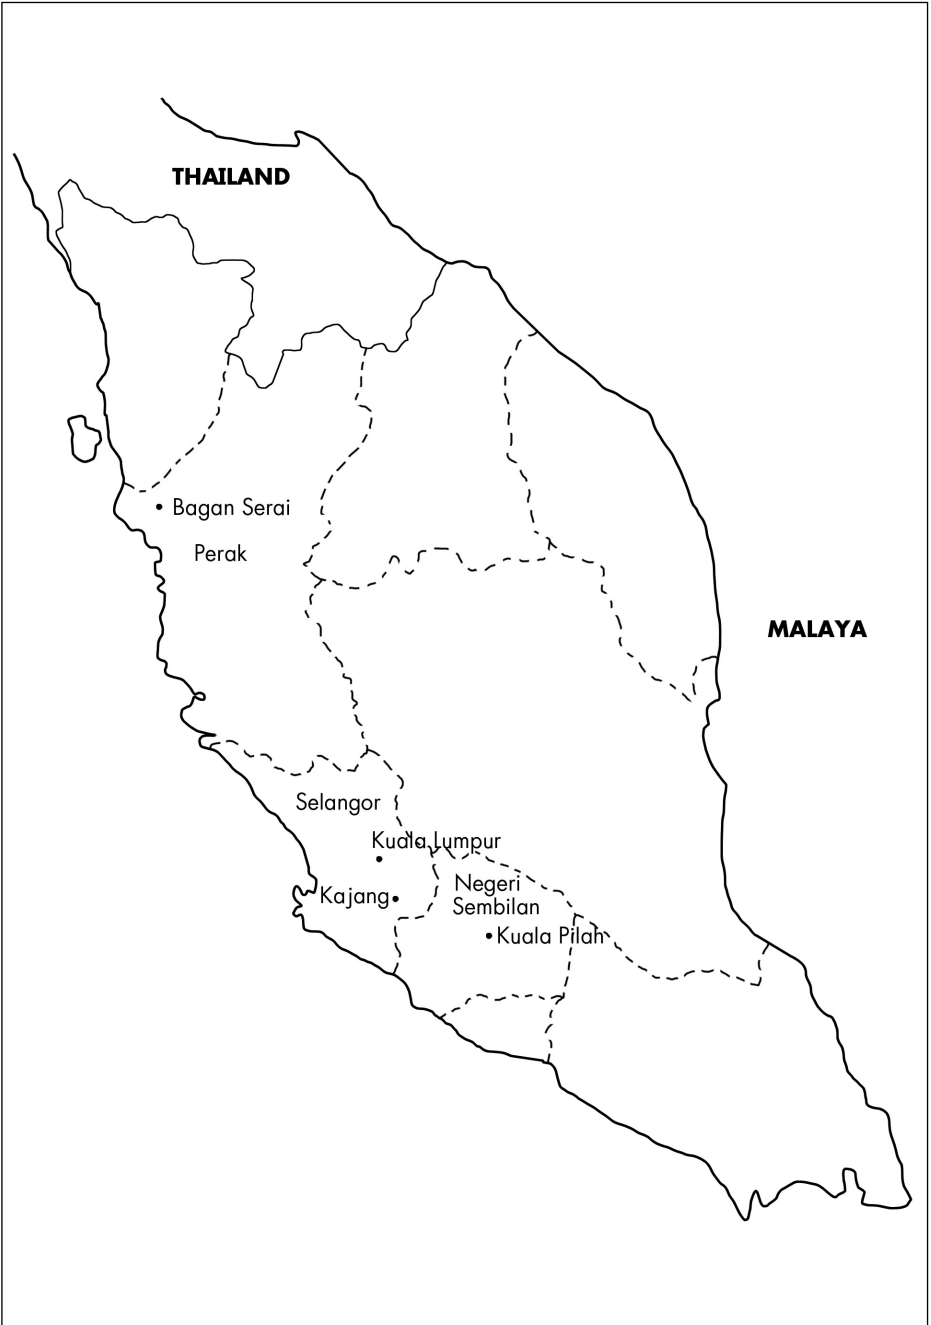 THAILAND
Bagan Serai
Perak
MALAYA
Selangor
Kuala Lumpur
Negeri
Sembilan
Kajang
Kuala Pilah